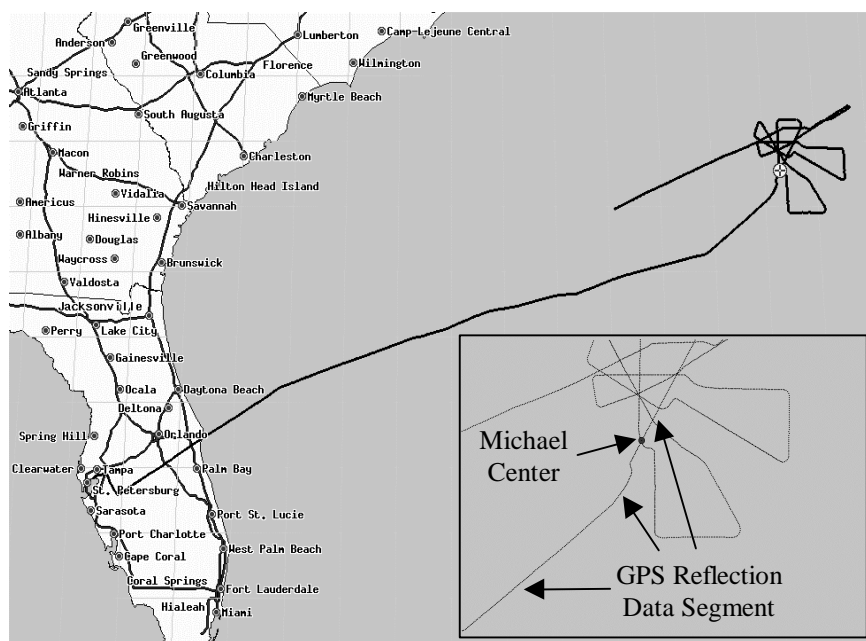 Greenville
Anderson
Camp-Lejeune Central
Lumberton
Greenwood
Wilmington
Sandy Springs
Florence
Columbia
Atlanta
Myrtle Beach
South Augusta
Griffin
Macon
Charleston
Warner Robins
Hilton Head Island
Vidalia
Americus
Savannah
Hinesville
Albany
Douglas
Waycross
Brunswick
Valdosta
Jacksonville
Perry
Lake City
Gainesville
Ocala
Daytona Beach
Deltona
Spring Hill
Orlando
Clearwater
Tampa
Palm Bay
St. Petersburg
Sarasota
Port St. Lucie
Port Charlotte
West Palm Beach
Cape Coral
Coral Springs
Fort Lauderdale
Hialeah
Miami
Michael
Center
GPS Reflection
Data Segment